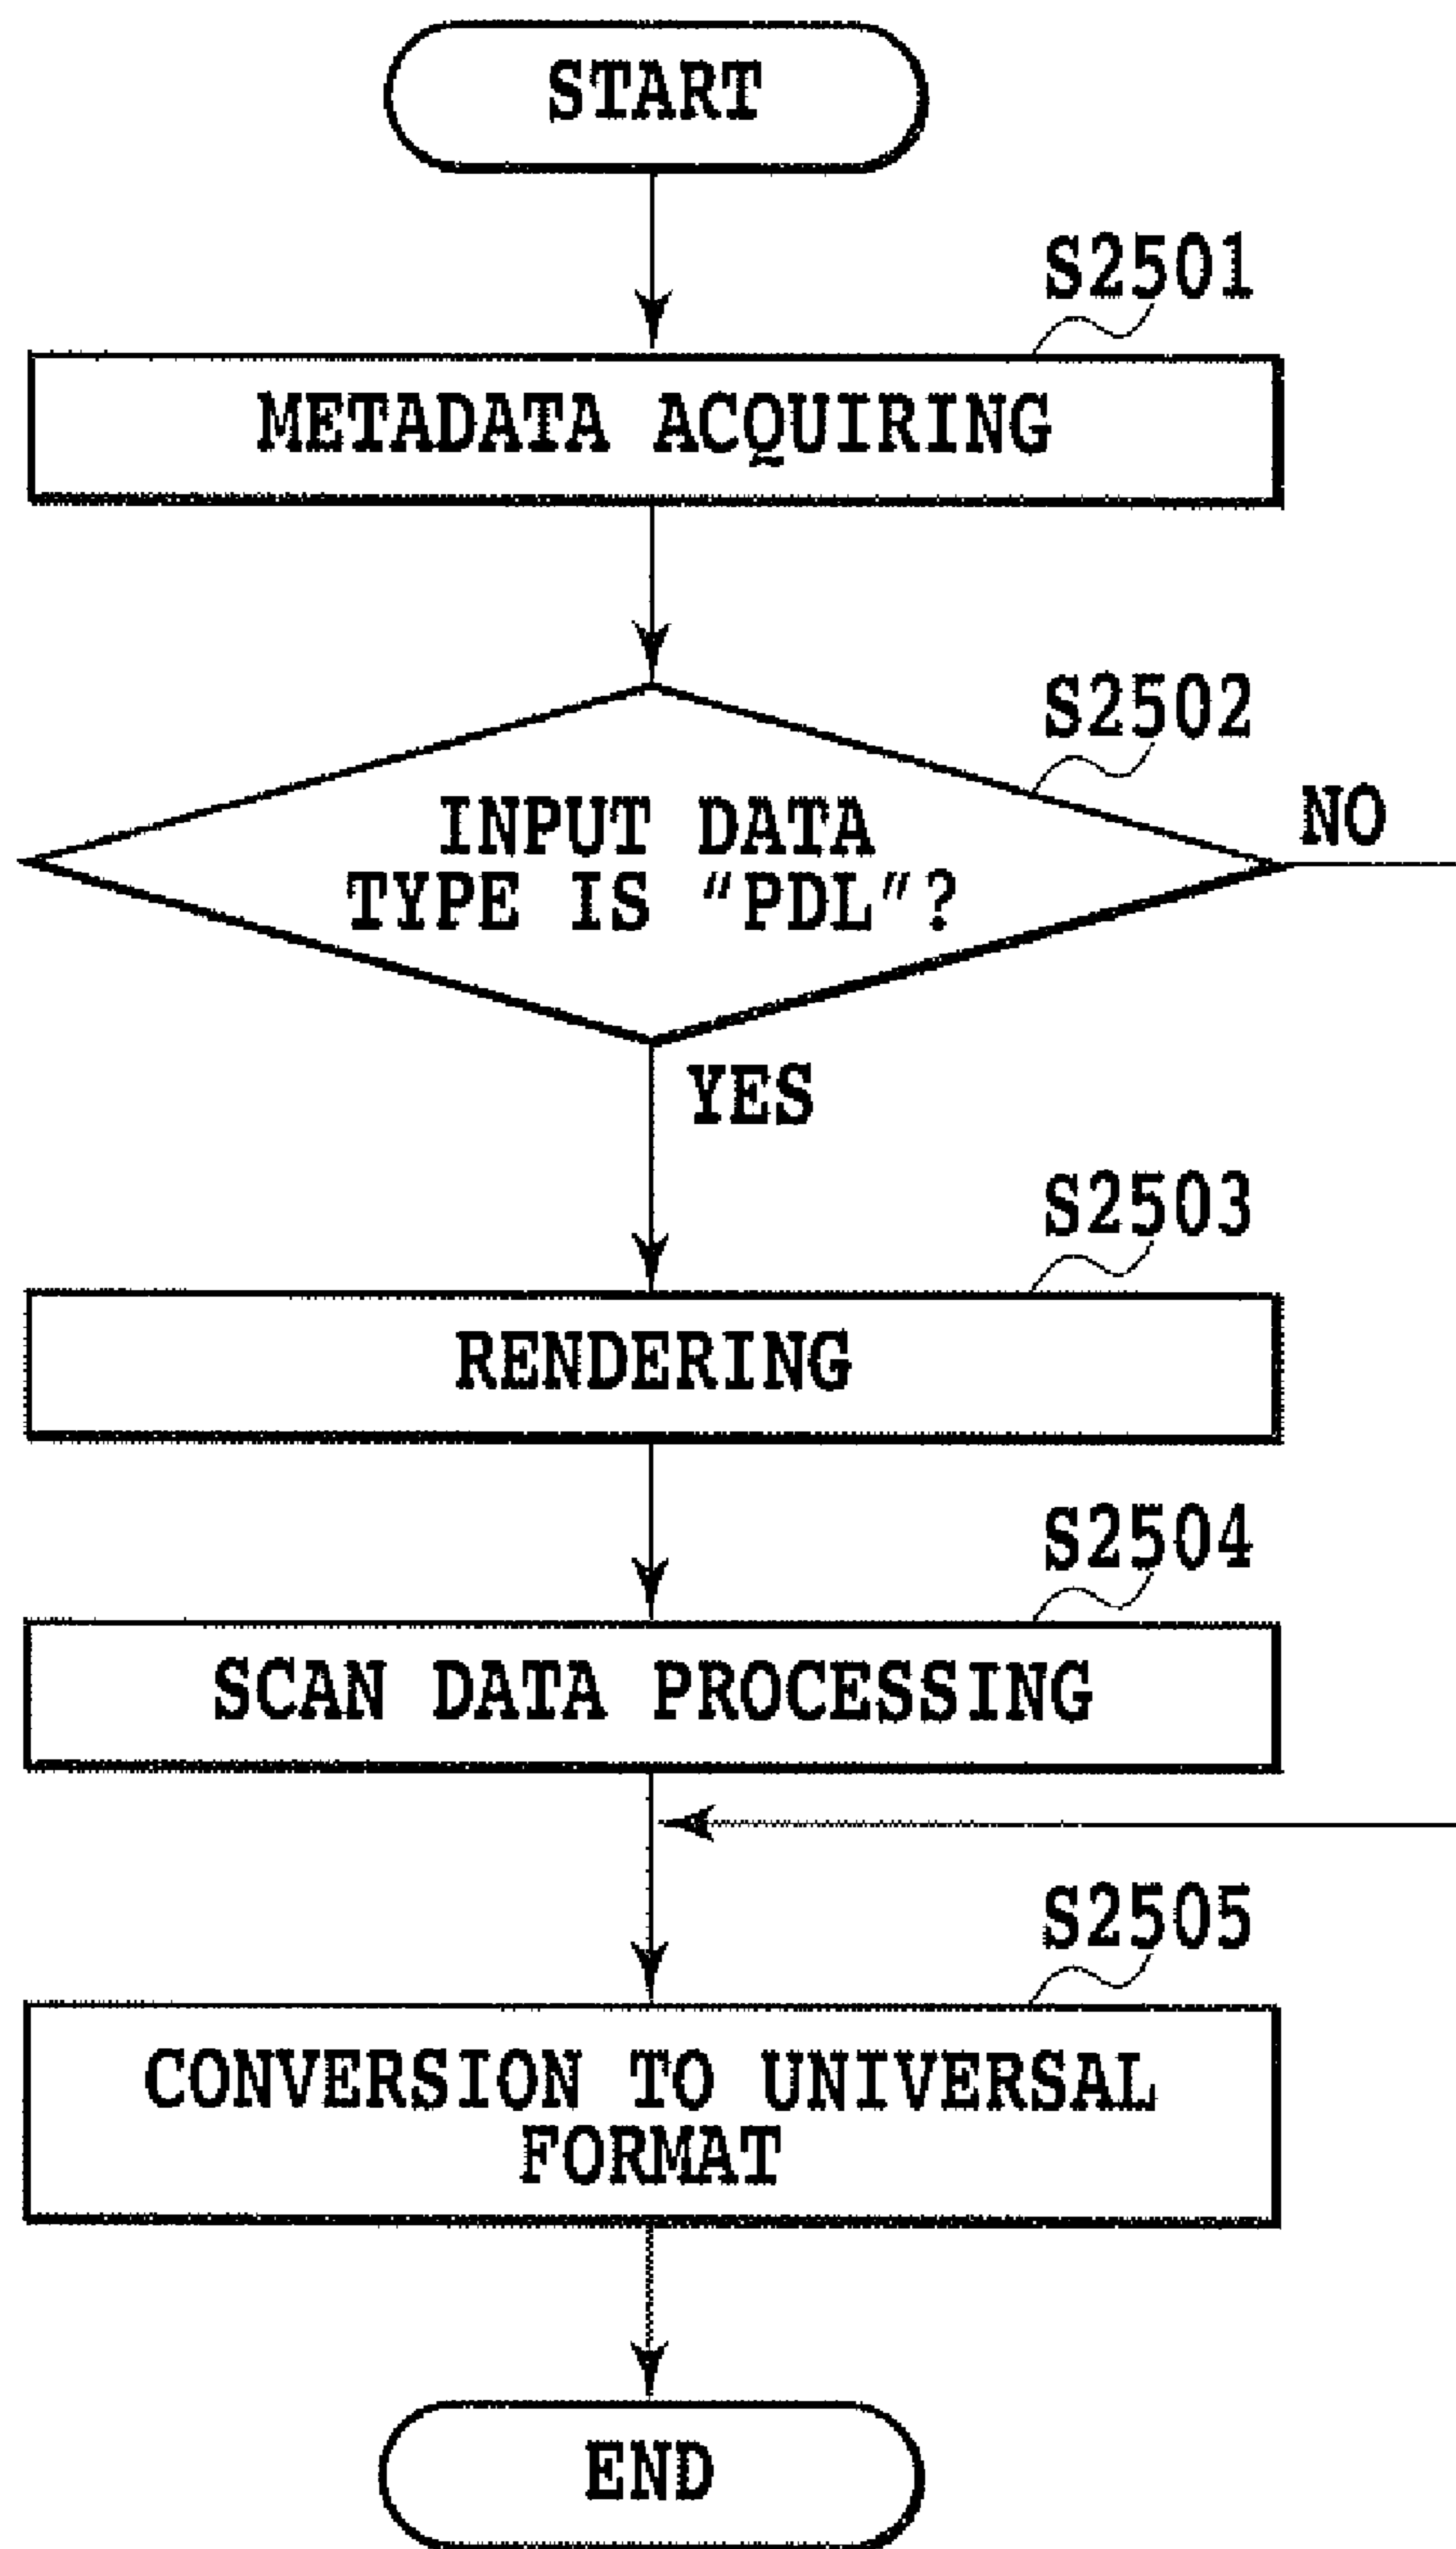 START
S2501
METADATA ACQUIRING
S2502
INPUT DATA
TYPE IS "PDL"?
NO
YES
S2503
RENDERING
S2504
SCAN DATA PROCESSING
S2505
CONVERSION TO UNIVERSAL
FORMAT
END